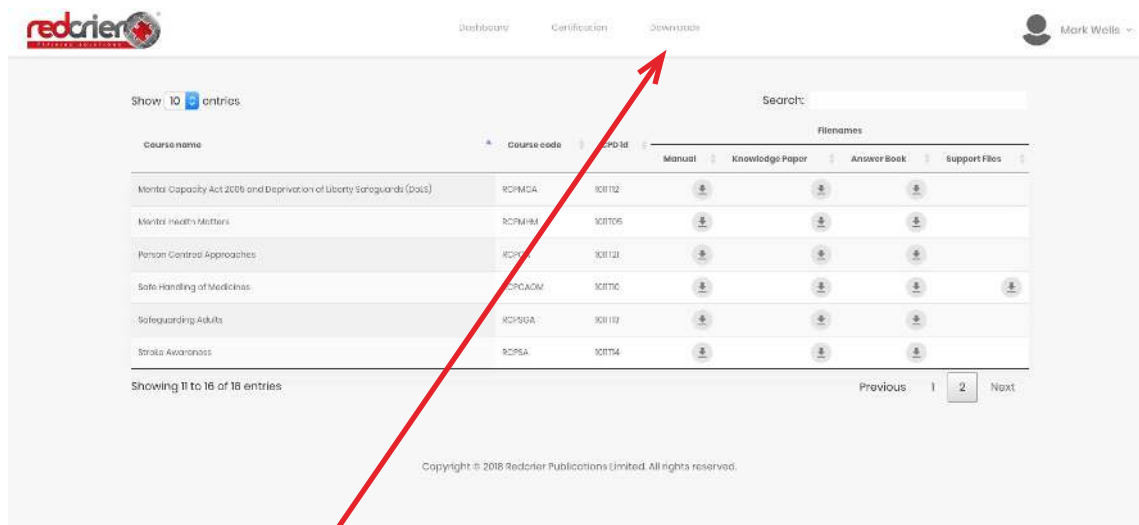 redcrier
TRAINING SOLUTIONS
Dashboard Certification Downloads
Mark Wells
Show 10 entries
Search:
Filenames
Course name Course code CPD Id
Manual Knowledge Paper Answer Book Support Files
Mental Capacity Act 2005 and Deprivation of Liberty Safeguards (DoLS) RCPMCA
Mental Health Matters RCPMHM
Person Centred Approaches
Safe Handling of Medicines
Safeguarding Adults RCPSGA
Stroke Awareness RCPSA
Showing 11 to 16 of 18 entries
Previous 1 2 Next
Copyright © 2018 Redcrier Publications Limited. All rights reserved.